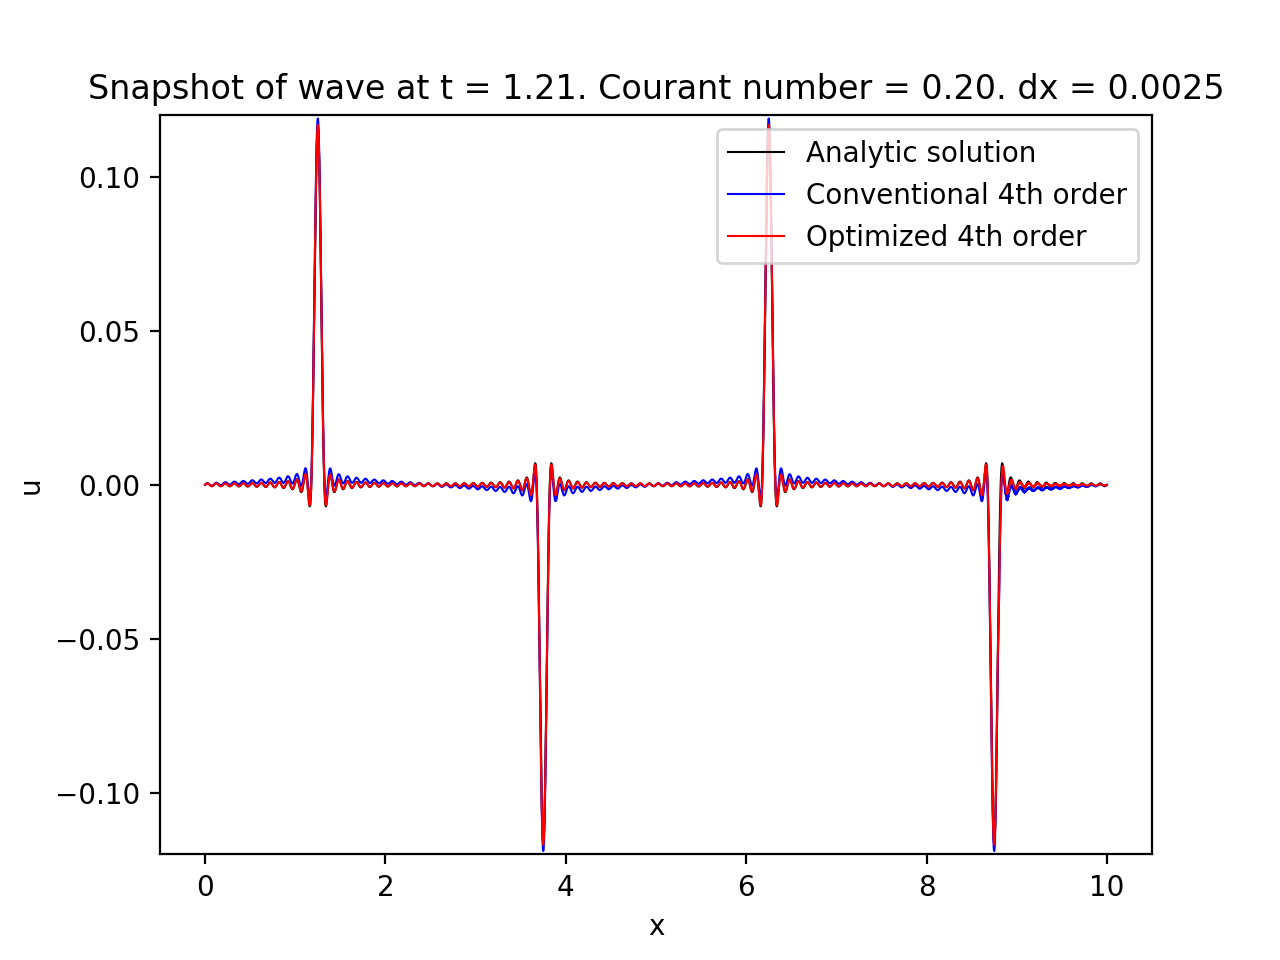 Snapshot of wave at t = 1.21. Courant number = 0.20. dx = 0.0025
Analytic solution
Conventional 4th order
Optimized 4th order
0.10
0.05
0.00
−0.05
−0.10
u
0 2 4 6 8 10
x